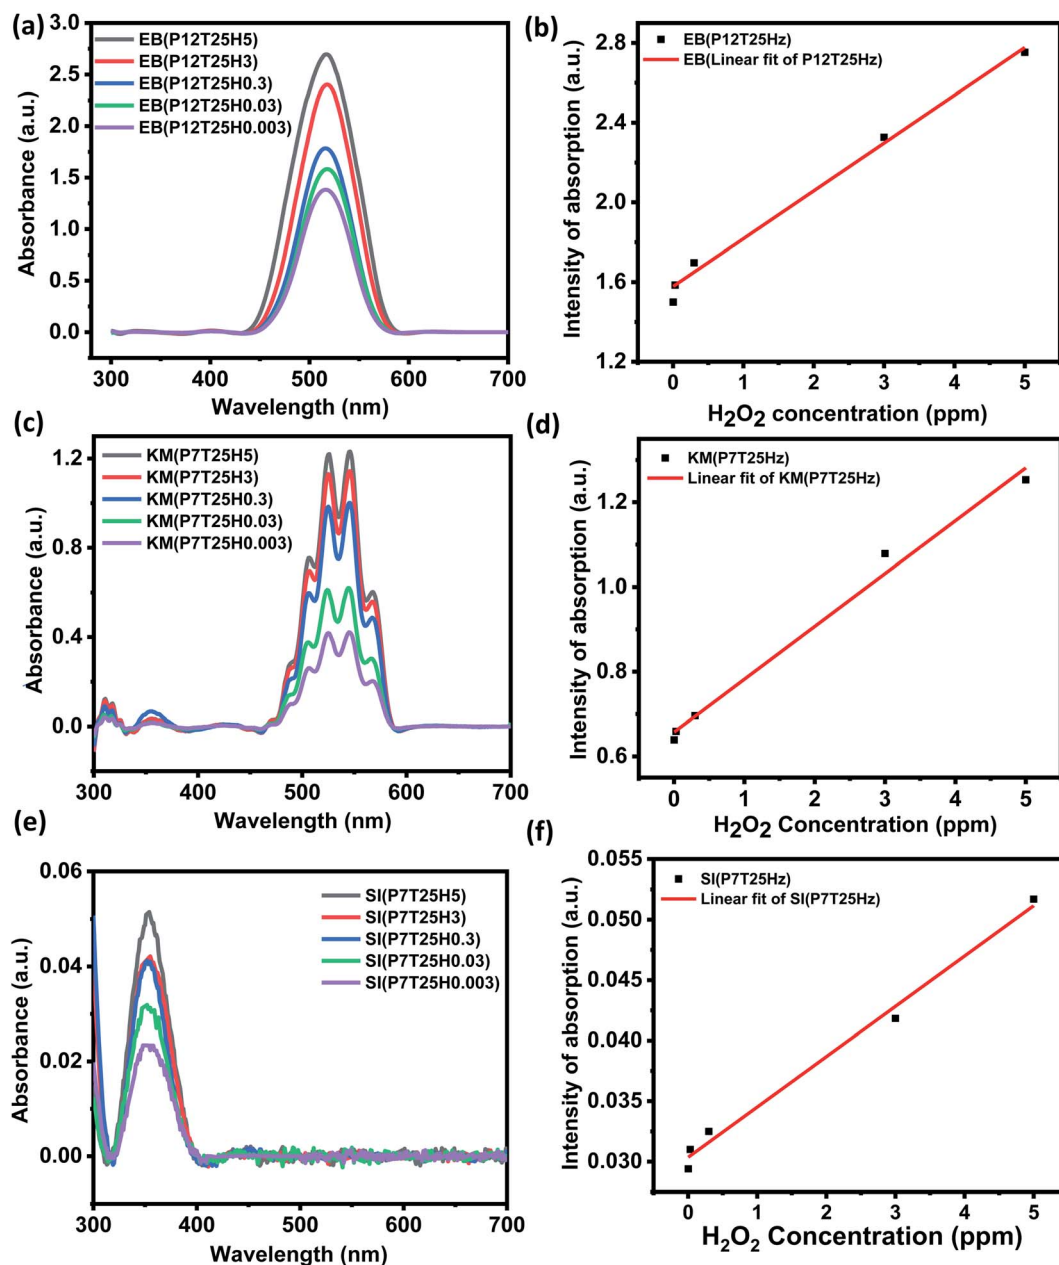 (a)
3.0
2.5
2.0
1.5
1.0
0.5
0.0
Absorbance (a.u.)
EB(P12T25H5)
EB(P12T25H3)
EB(P12T25H0.3)
EB(P12T25H0.03)
EB(P12T25H0.003)
300 400 500 600 700
Wavelength (nm)
(b)
2.8
2.4
2.0
1.6
1.2
Intensity of absorption (a.u.)
EB(P12T25Hz)
EB(Linear fit of P12T25Hz)
0 1 2 3 4 5
H₂O₂ concentration (ppm)
(c)
1.2
0.8
0.4
0.0
Absorbance (a.u.)
KM(P7T25H5)
KM(P7T25H3)
KM(P7T25H0.3)
KM(P7T25H0.03)
KM(P7T25H0.003)
300 400 500 600 700
Wavelength (nm)
(d)
1.2
1.0
0.8
0.6
Intensity of absorption (a.u.)
KM(P7T25Hz)
Linear fit of KM(P7T25Hz)
0 1 2 3 4 5
H₂O₂ Concentration (ppm)
(e)
0.06
0.04
0.02
0.00
Absorbance (a.u.)
SI(P7T25H5)
SI(P7T25H3)
SI(P7T25H0.3)
SI(P7T25H0.03)
SI(P7T25H0.003)
300 400 500 600 700
Wavelength (nm)
(f)
0.055
0.050
0.045
0.040
0.035
0.030
Intensity of absorption (a.u.)
SI(P7T25Hz)
Linear fit of SI(P7T25Hz)
0 1 2 3 4 5
H₂O₂ Concentration (ppm)